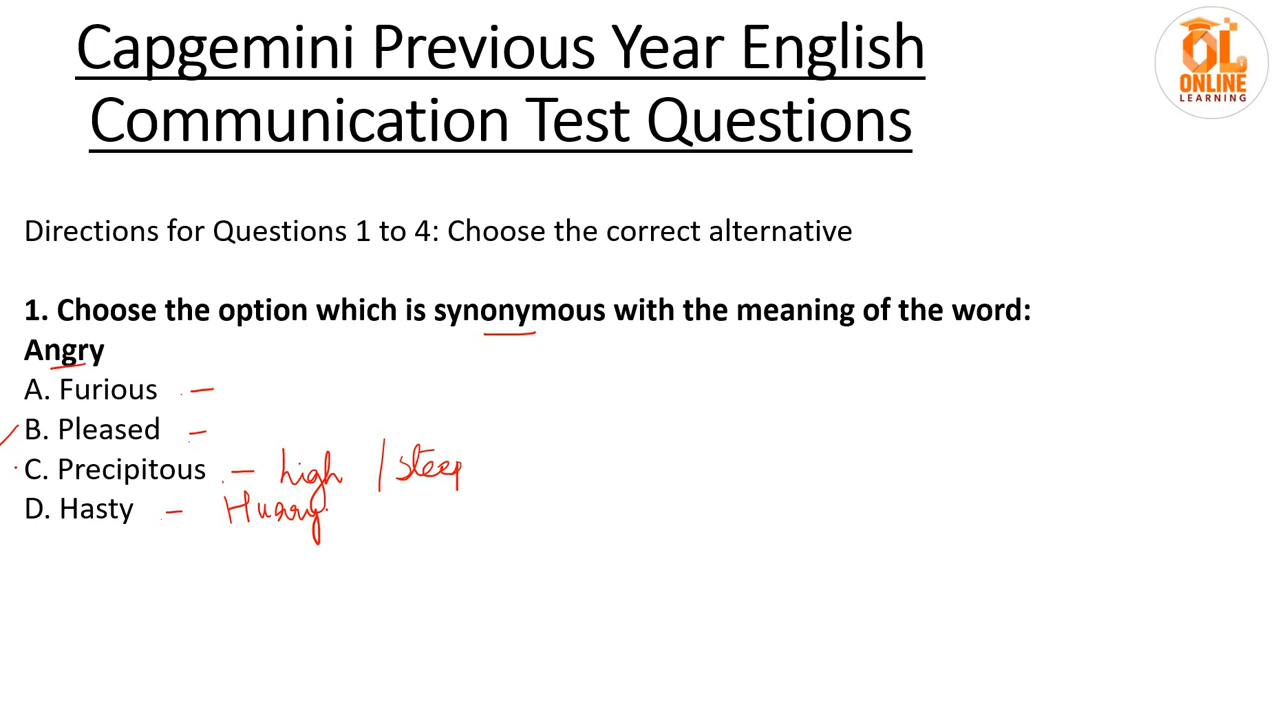 Capgemini Previous Year English
Communication Test Questions
OL
ONLINE
LEARNING
Directions for Questions 1 to 4: Choose the correct alternative
1. Choose the option which is synonymous with the meaning of the word:
Angry
A. Furious –
B. Pleased –
C. Precipitous – high / steep
D. Hasty – Hurry.